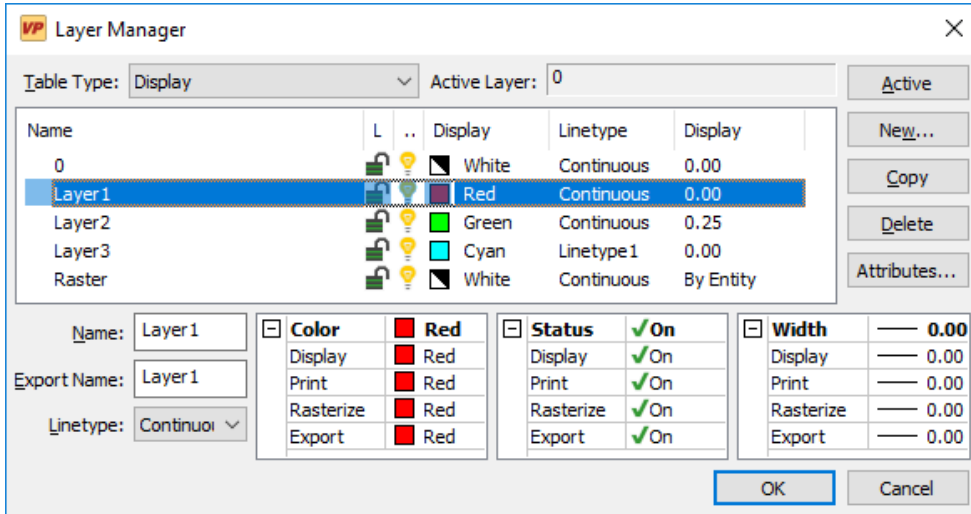 VP Layer Manager
Table Type: Display Active Layer: 0 Active
Name L .. Display Linetype Display New...
0 White Continuous 0.00
Layer1 Red Continuous 0.00 Copy
Layer2 Green Continuous 0.25 Delete
Layer3 Cyan Linetype1 0.00
Raster White Continuous By Entity Attributes...
Name: Layer1 Color Red Status On Width 0.00
Display Red Display On Display 0.00
Export Name: Layer1 Print Red Print On Print 0.00
Linetype: Continuo Rasterize Red Rasterize On Rasterize 0.00
Export Red Export On Export 0.00
OK Cancel